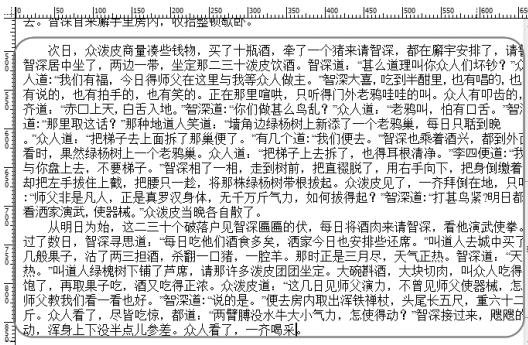 去。智深自来廨宇里房内，收拾整顿歇卧。
次日，众泼皮商量凑些钱物，买了十瓶酒，牵了一个猪来请智深，都在廨宇安排了，请鲁
智深居中坐了，两边一带，坐定那二三十泼皮饮酒。智深道："甚么道理叫你众人们坏钞？"众
人道："我们有福，今日得师父在这里与我等众人做主。"智深大喜，吃到半酣里，也有唱的，也
有说的，也有拍手的，也有笑的。正在那里喧哄，只听得门外老鸦哇哇的叫。众人有叩齿的，
齐道："赤口上天，白舌入地。"智深道："你们做甚么鸟乱？"众人道："老鸦叫，怕有口舌。"智
道："那里取这话？"那种地道人笑道："墙角边绿杨树上新添了一个老鸦巢，每日只聒到晚
。"众人道："把梯子去上面拆了那巢便了。"有几个道："我们便去。"智深也乘着酒兴，都到外面
看时，果然绿杨树上一个老鸦巢。众人道："把梯子上去拆了，也得耳根清净。"李四便道："我
与你盘上去，不要梯子。"智深相了一相，走到树前，把直裰脱了，用右手向下，把身倒缴着
却把左手拔住上截，把腰只一趁，将那株绿杨树带根拔起。众泼皮见了，一齐拜倒在地，只叫
:"师父非是凡人，正是真罗汉身体，无千万斤气力，如何拔得起？"智深道:"打甚鸟紧?明日都
看洒家演武，使器械。"众泼皮当晚各自散了。
从明日为始，这二三十个破落户见智深匾匾的伏，每日将酒肉来请智深，看他演武使拳。
过了数日，智深寻思道："每日吃他们酒食多矣，洒家今日也安排些还席。"叫道人去城中买了
几般果子，沽了两三担酒，杀翻一口猪，一腔羊。那时正是三月尽，天气正热。智深道："天
热。"叫道人绿槐树下铺了芦席，请那许多泼皮团团坐定。大碗斟酒，大块切肉，叫众人吃得
饱了，再取果子吃，酒又吃得正浓。众泼皮道："这几日见师父演力，不曾见师父使器械，怎
师父教我们看一看也好。"智深道:"说的是。"便去房内取出浑铁禅杖，头尾长五尺，重六十二
斤。众人看了，尽皆吃惊，都道："两臂膊没水牛大小气力，怎使得动？"智深接过来，飕飕的
动，浑身上下没半点儿参差。众人看了，一齐喝采